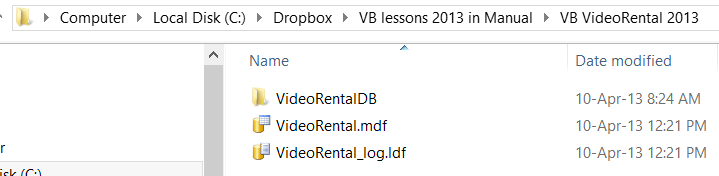 Computer Local Disk (C:) Dropbox VB lessons 2013 in Manual VB VideoRental 2013
Name Date modified
VideoRentalDB 10-Apr-13 8:24 AM
VideoRental.mdf 10-Apr-13 12:21 PM
VideoRental_log.ldf 10-Apr-13 12:21 PM
r
isk (C:)